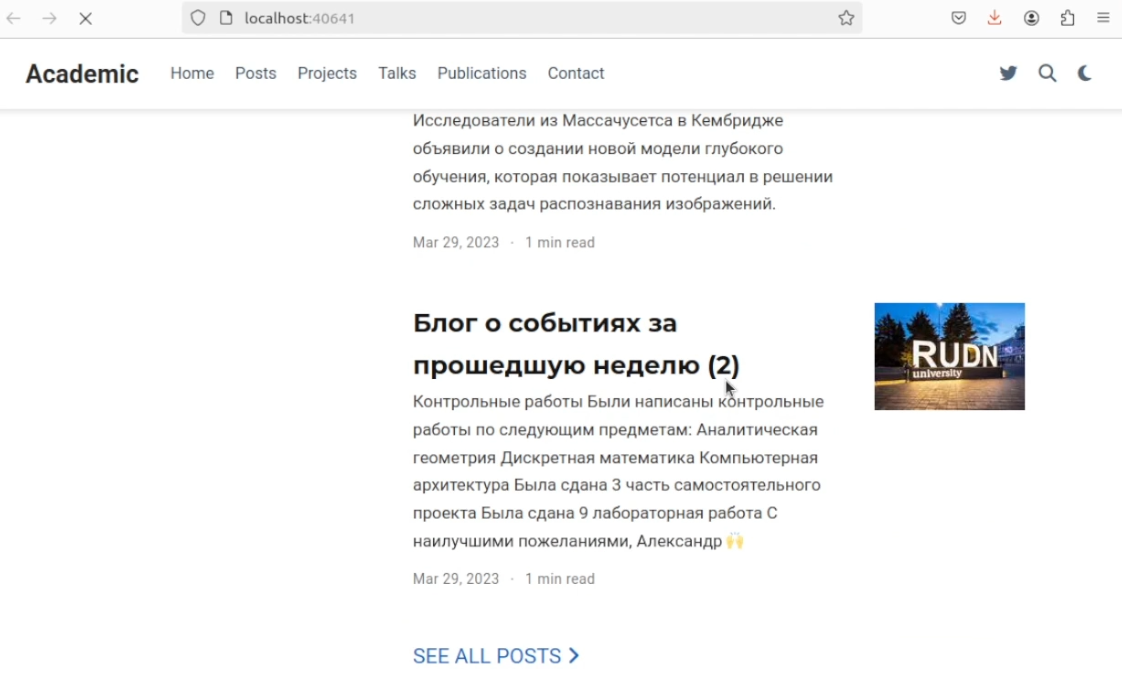 localhost:40641
Academic Home Posts Projects Talks Publications Contact
Исследователи из Массачусетса в Кембридже
объявили о создании новой модели глубокого
обучения, которая показывает потенциал в решении
сложных задач распознавания изображений.
Mar 29, 2023 · 1 min read
Блог о событиях за
прошедшую неделю (2)
Контрольные работы Были написаны контрольные
работы по следующим предметам: Аналитическая
геометрия Дискретная математика Компьютерная
архитектура Была сдана 3 часть самостоятельного
проекта Была сдана 9 лабораторная работа С
наилучшими пожеланиями, Александр 🙌
Mar 29, 2023 · 1 min read
RUDN
university
SEE ALL POSTS